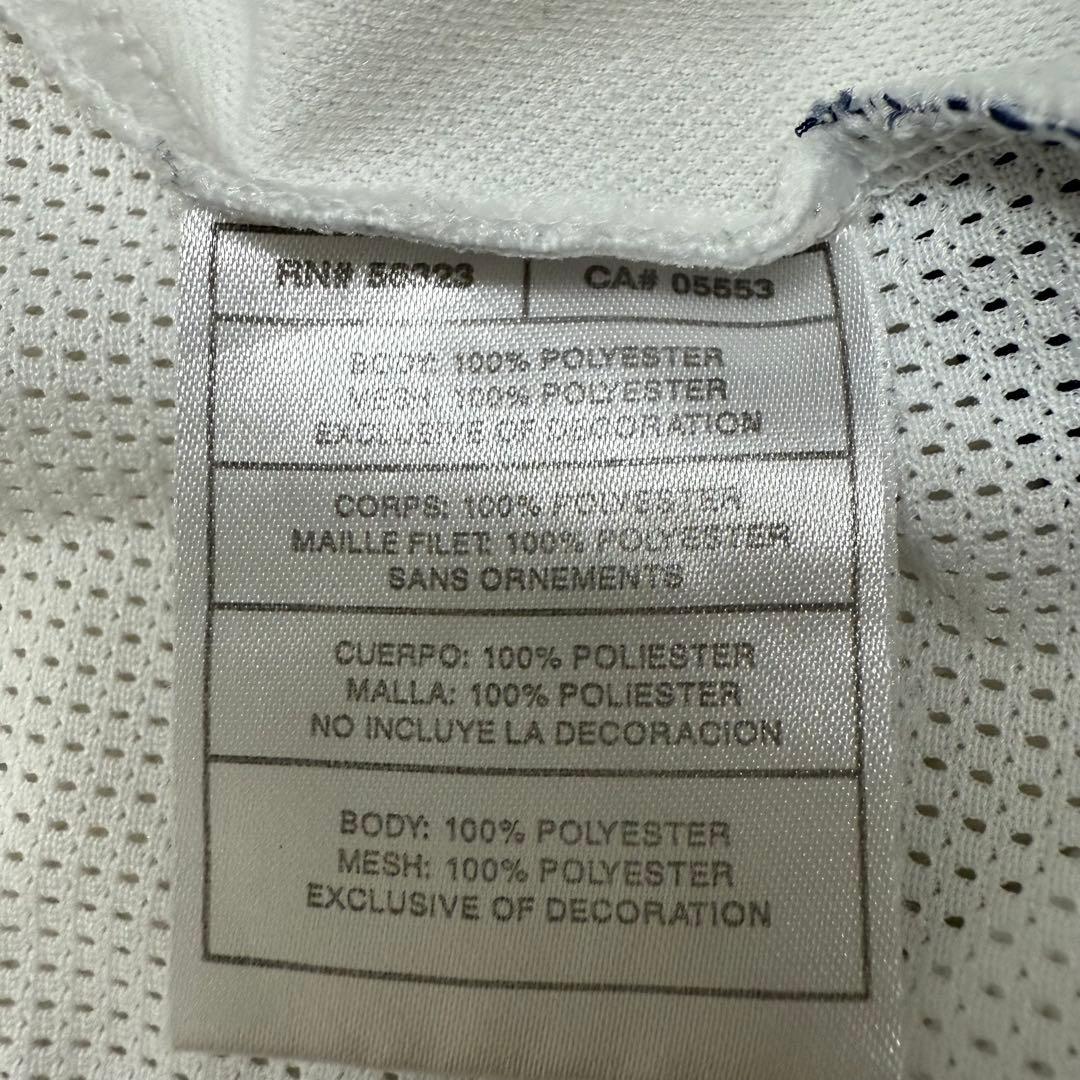 RN# 56323
CA# 05553
BODY: 100% POLYESTER
MESH: 100% POLYESTER
EXCLUSIVE OF DECORATION
CORPS: 100% POLYESTER
MAILLE FILET: 100% POLYESTER
SANS ORNEMENTS
CUERPO: 100% POLIESTER
MALLA: 100% POLIESTER
NO INCLUYE LA DECORACION
BODY: 100% POLYESTER
MESH: 100% POLYESTER
EXCLUSIVE OF DECORATION